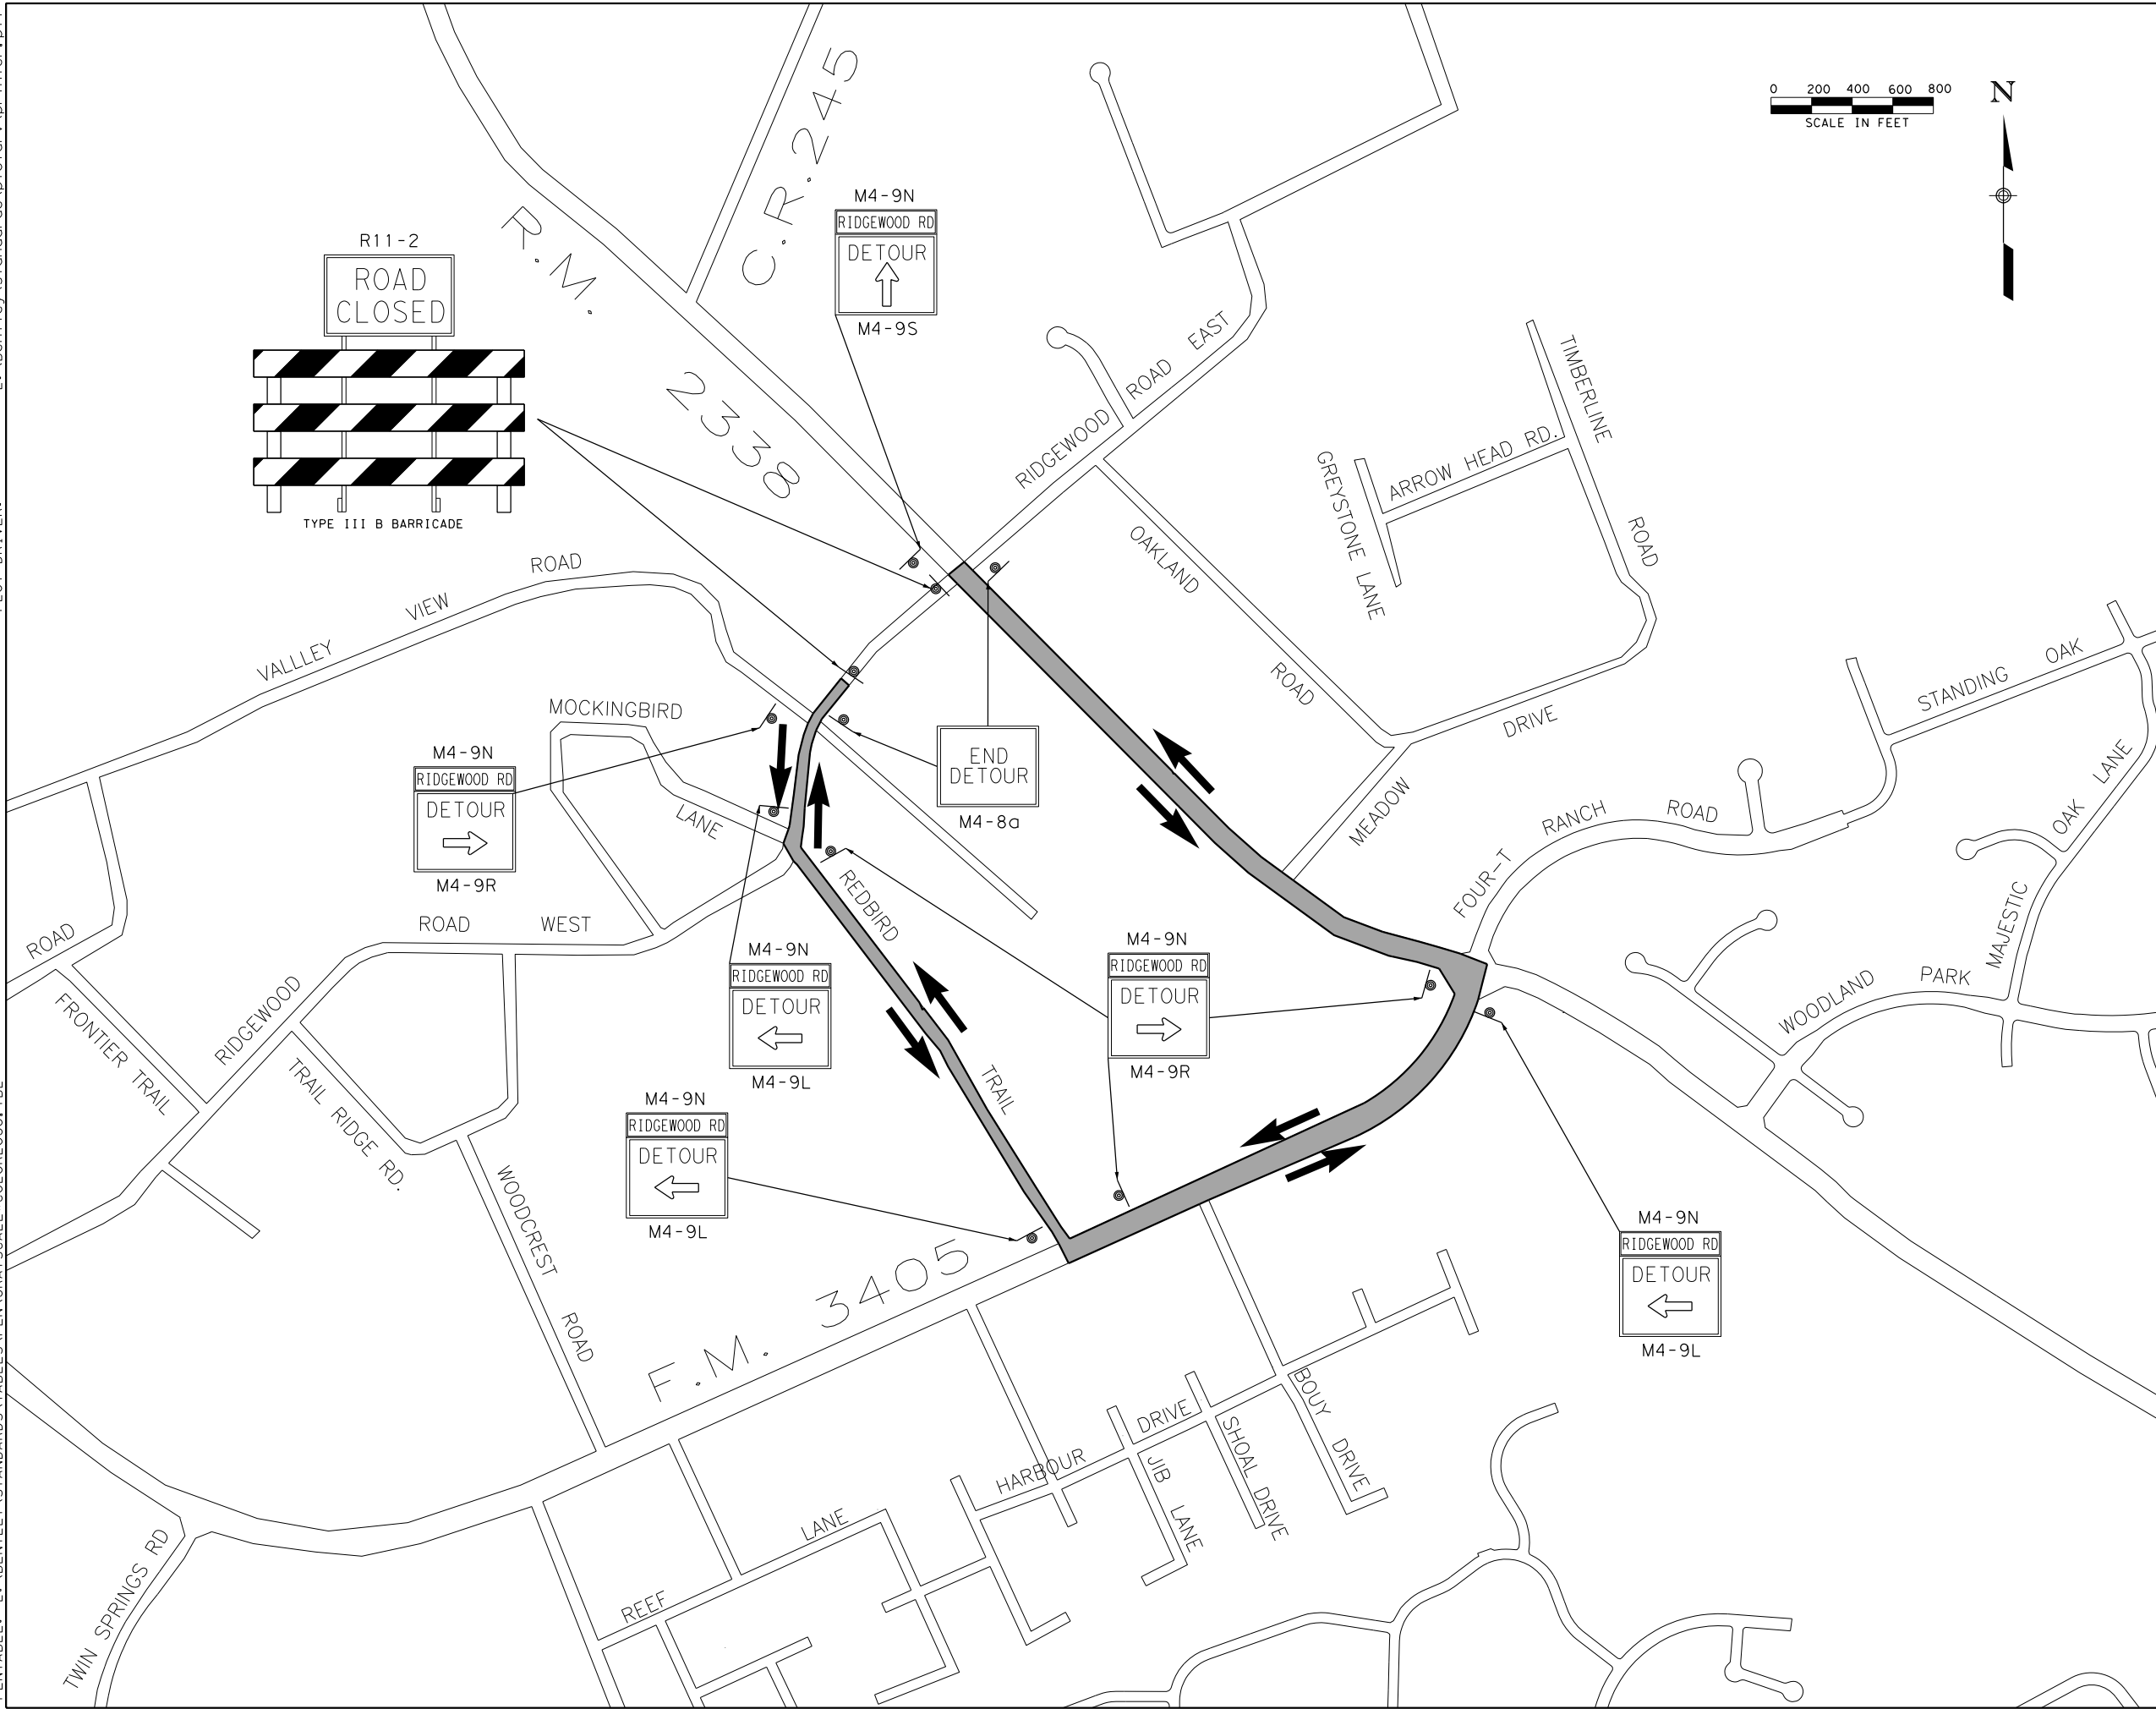 0 200 400 600 800
SCALE IN FEET
N
C.R.245
R.M. 2338
M4-9N
RIDGEWOOD RD
DETOUR
M4-9S
R11-2
ROAD
CLOSED
TYPE III B BARRICADE
RIDGEWOOD ROAD EAST
TIMBERLINE ROAD
ARROW HEAD RD.
GREYSTONE LANE
OAKLAND ROAD
VALLLEY VIEW ROAD
MEADOW DRIVE
STANDING OAK
MOCKINGBIRD LANE
M4-9N
RIDGEWOOD RD
DETOUR
M4-9R
END
DETOUR
M4-8a
FOUR-T RANCH ROAD
MAJESTIC OAK LANE
WOODLAND PARK
REDBIRD TRAIL
ROAD
RIDGEWOOD ROAD WEST
FRONTIER TRAIL
TRAIL RIDGE RD.
M4-9N
RIDGEWOOD RD
DETOUR
M4-9L
M4-9N
RIDGEWOOD RD
DETOUR
M4-9R
M4-9N
RIDGEWOOD RD
DETOUR
M4-9L
WOODCREST ROAD
F.M. 3405
M4-9N
RIDGEWOOD RD
DETOUR
M4-9L
HARBOUR DRIVE
BOUY DRIVE
SHOAL DRIVE
JIB LANE
REEF LANE
TWIN SPRINGS RD